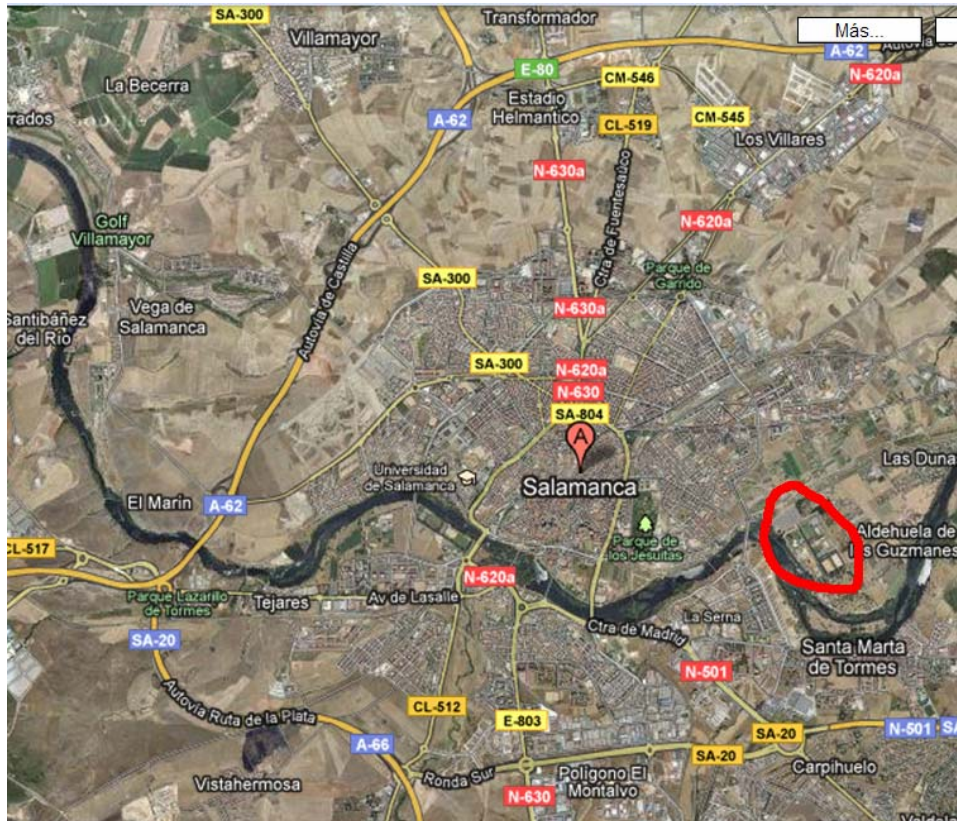 SA-300
Transformador
Más...
Villamayor
A-62
Autovía
E-80
N-620a
La Becerra
CM-546
Estadio
Helmantico
rrados
A-62
CL-519
CM-545
Los Villares
N-630a
Ctra de Fuentesaúco
N-620a
Golf
Villamayor
Autovía de Castilla
SA-300
Parque de
Garrido
Vega de
Salamanca
N-630a
Santibáñez
del Río
SA-300
N-620a
N-630
SA-804
A
Universidad
de Salamanca
Las Duna
Salamanca
El Marin
A-62
Parque de
los Jesuitas
Aldehuela de
los Guzmanes
CL-517
N-620a
Parque Lazarillo
de Tormes
Tejares
Av de Lasalle
Ctra de Madrid
La Serna
SA-20
Santa Marta
de Tormes
N-501
Autovía Ruta de la Plata
CL-512
E-803
A-66
SA-20
N-501
SA
SA-20
Vistahermosa
Ronda Sur
Polígono El
Montalvo
Carpihuelo
N-630